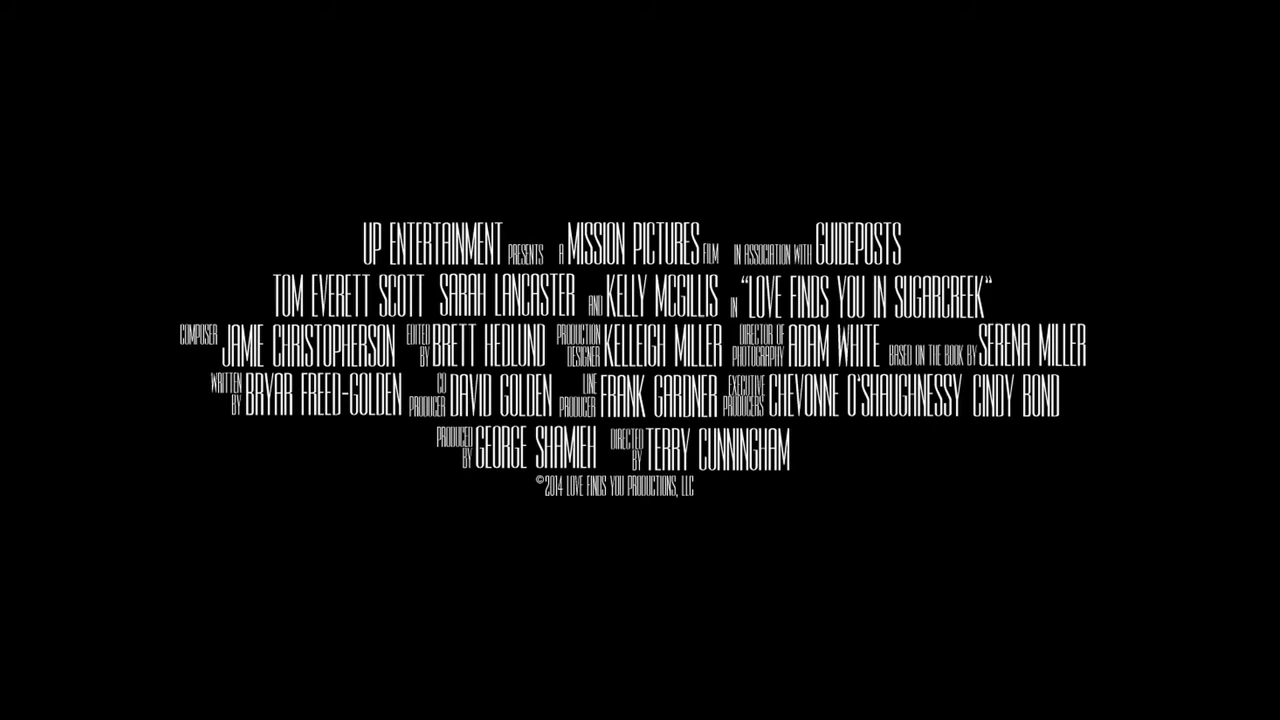 UP ENTERTAINMENT PRESENTS A MISSION PICTURES FILM IN ASSOCIATION WITH GUIDEPOSTS
TOM EVERETT SCOTT SARAH LANCASTER AND KELLY MCGILLIS IN "LOVE FINDS YOU IN SUGARCREEK"
COMPOSER JAMIE CHRISTOPHERSON EDITED BY BRETT HEDLUND PRODUCTION DESIGNER KELLEIGH MILLER DIRECTOR OF PHOTOGRAPHY ADAM WHITE BASED ON THE BOOK BY SERENA MILLER
WRITTEN BY BRYAR FREED-GOLDEN CO PRODUCER DAVID GOLDEN LINE PRODUCER FRANK GARDNER EXECUTIVE PRODUCERS CHEVONNE O'SHAUGHNESSY CINDY BOND
PRODUCED BY GEORGE SHAMIEH DIRECTED BY TERRY CUNNINGHAM
©2014 LOVE FINDS YOU PRODUCTIONS, LLC